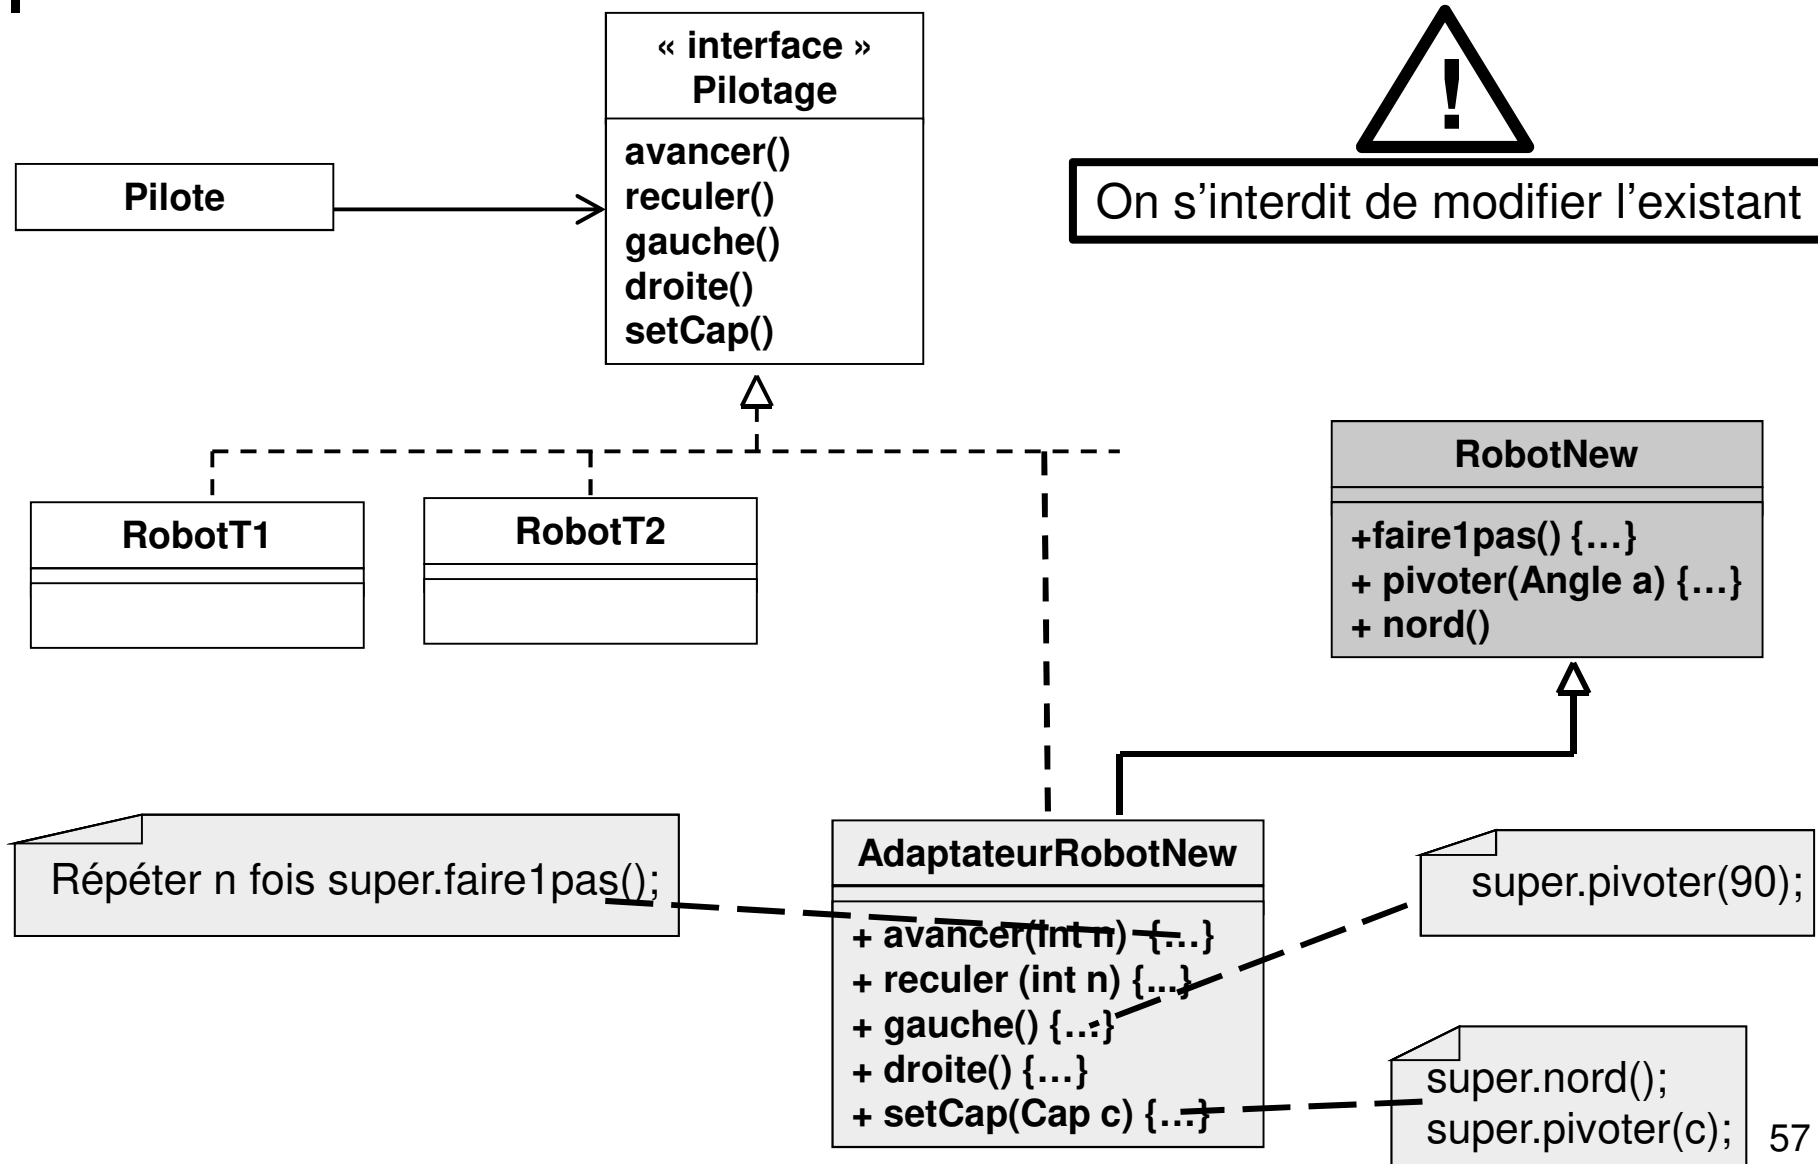 « interface »
Pilotage
avancer()
reculer()
gauche()
droite()
setCap()
Pilote
!
On s'interdit de modifier l'existant
RobotT1
RobotT2
RobotNew
+faire1pas() {…}
+ pivoter(Angle a) {…}
+ nord()
Répéter n fois super.faire1pas();
AdaptateurRobotNew
+ avancer(int n) {…}
+ reculer (int n) {...}
+ gauche() {…}
+ droite() {…}
+ setCap(Cap c) {…}
super.pivoter(90);
super.nord();
super.pivoter(c);
57